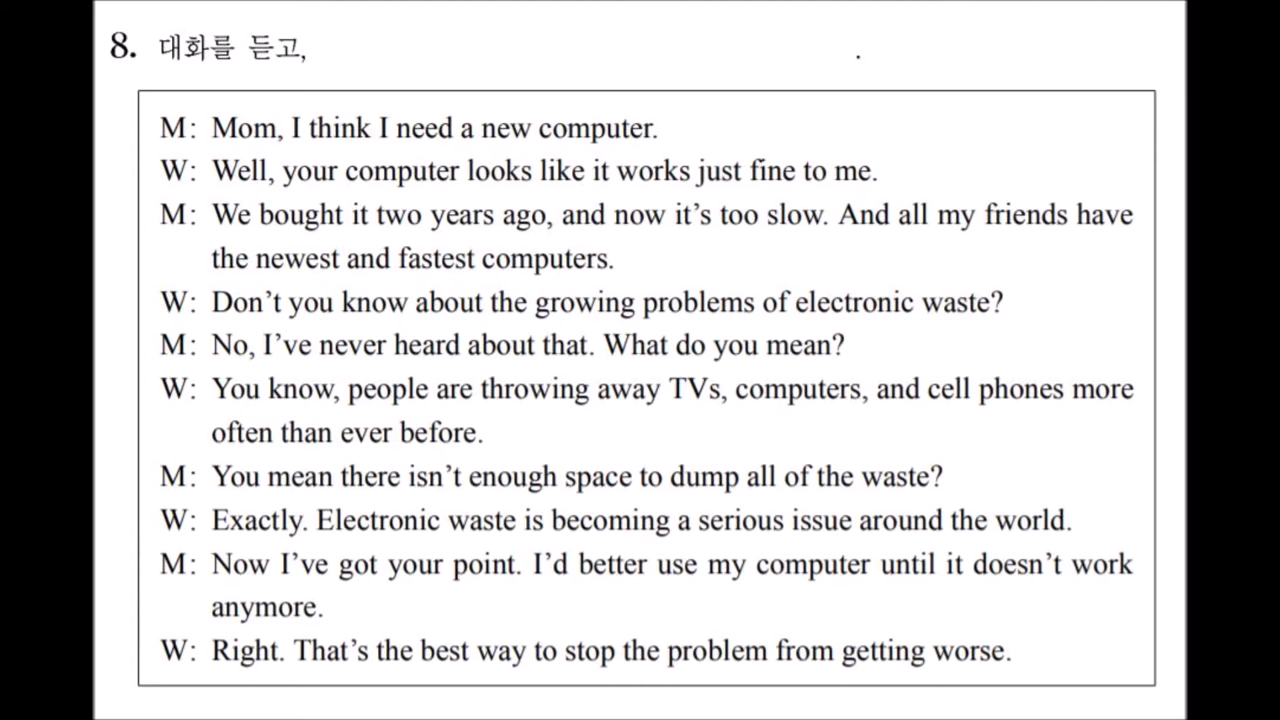 8. 대화를 듣고, .
M: Mom, I think I need a new computer.
W: Well, your computer looks like it works just fine to me.
M: We bought it two years ago, and now it’s too slow. And all my friends have
the newest and fastest computers.
W: Don’t you know about the growing problems of electronic waste?
M: No, I’ve never heard about that. What do you mean?
W: You know, people are throwing away TVs, computers, and cell phones more
often than ever before.
M: You mean there isn’t enough space to dump all of the waste?
W: Exactly. Electronic waste is becoming a serious issue around the world.
M: Now I’ve got your point. I’d better use my computer until it doesn’t work
anymore.
W: Right. That’s the best way to stop the problem from getting worse.